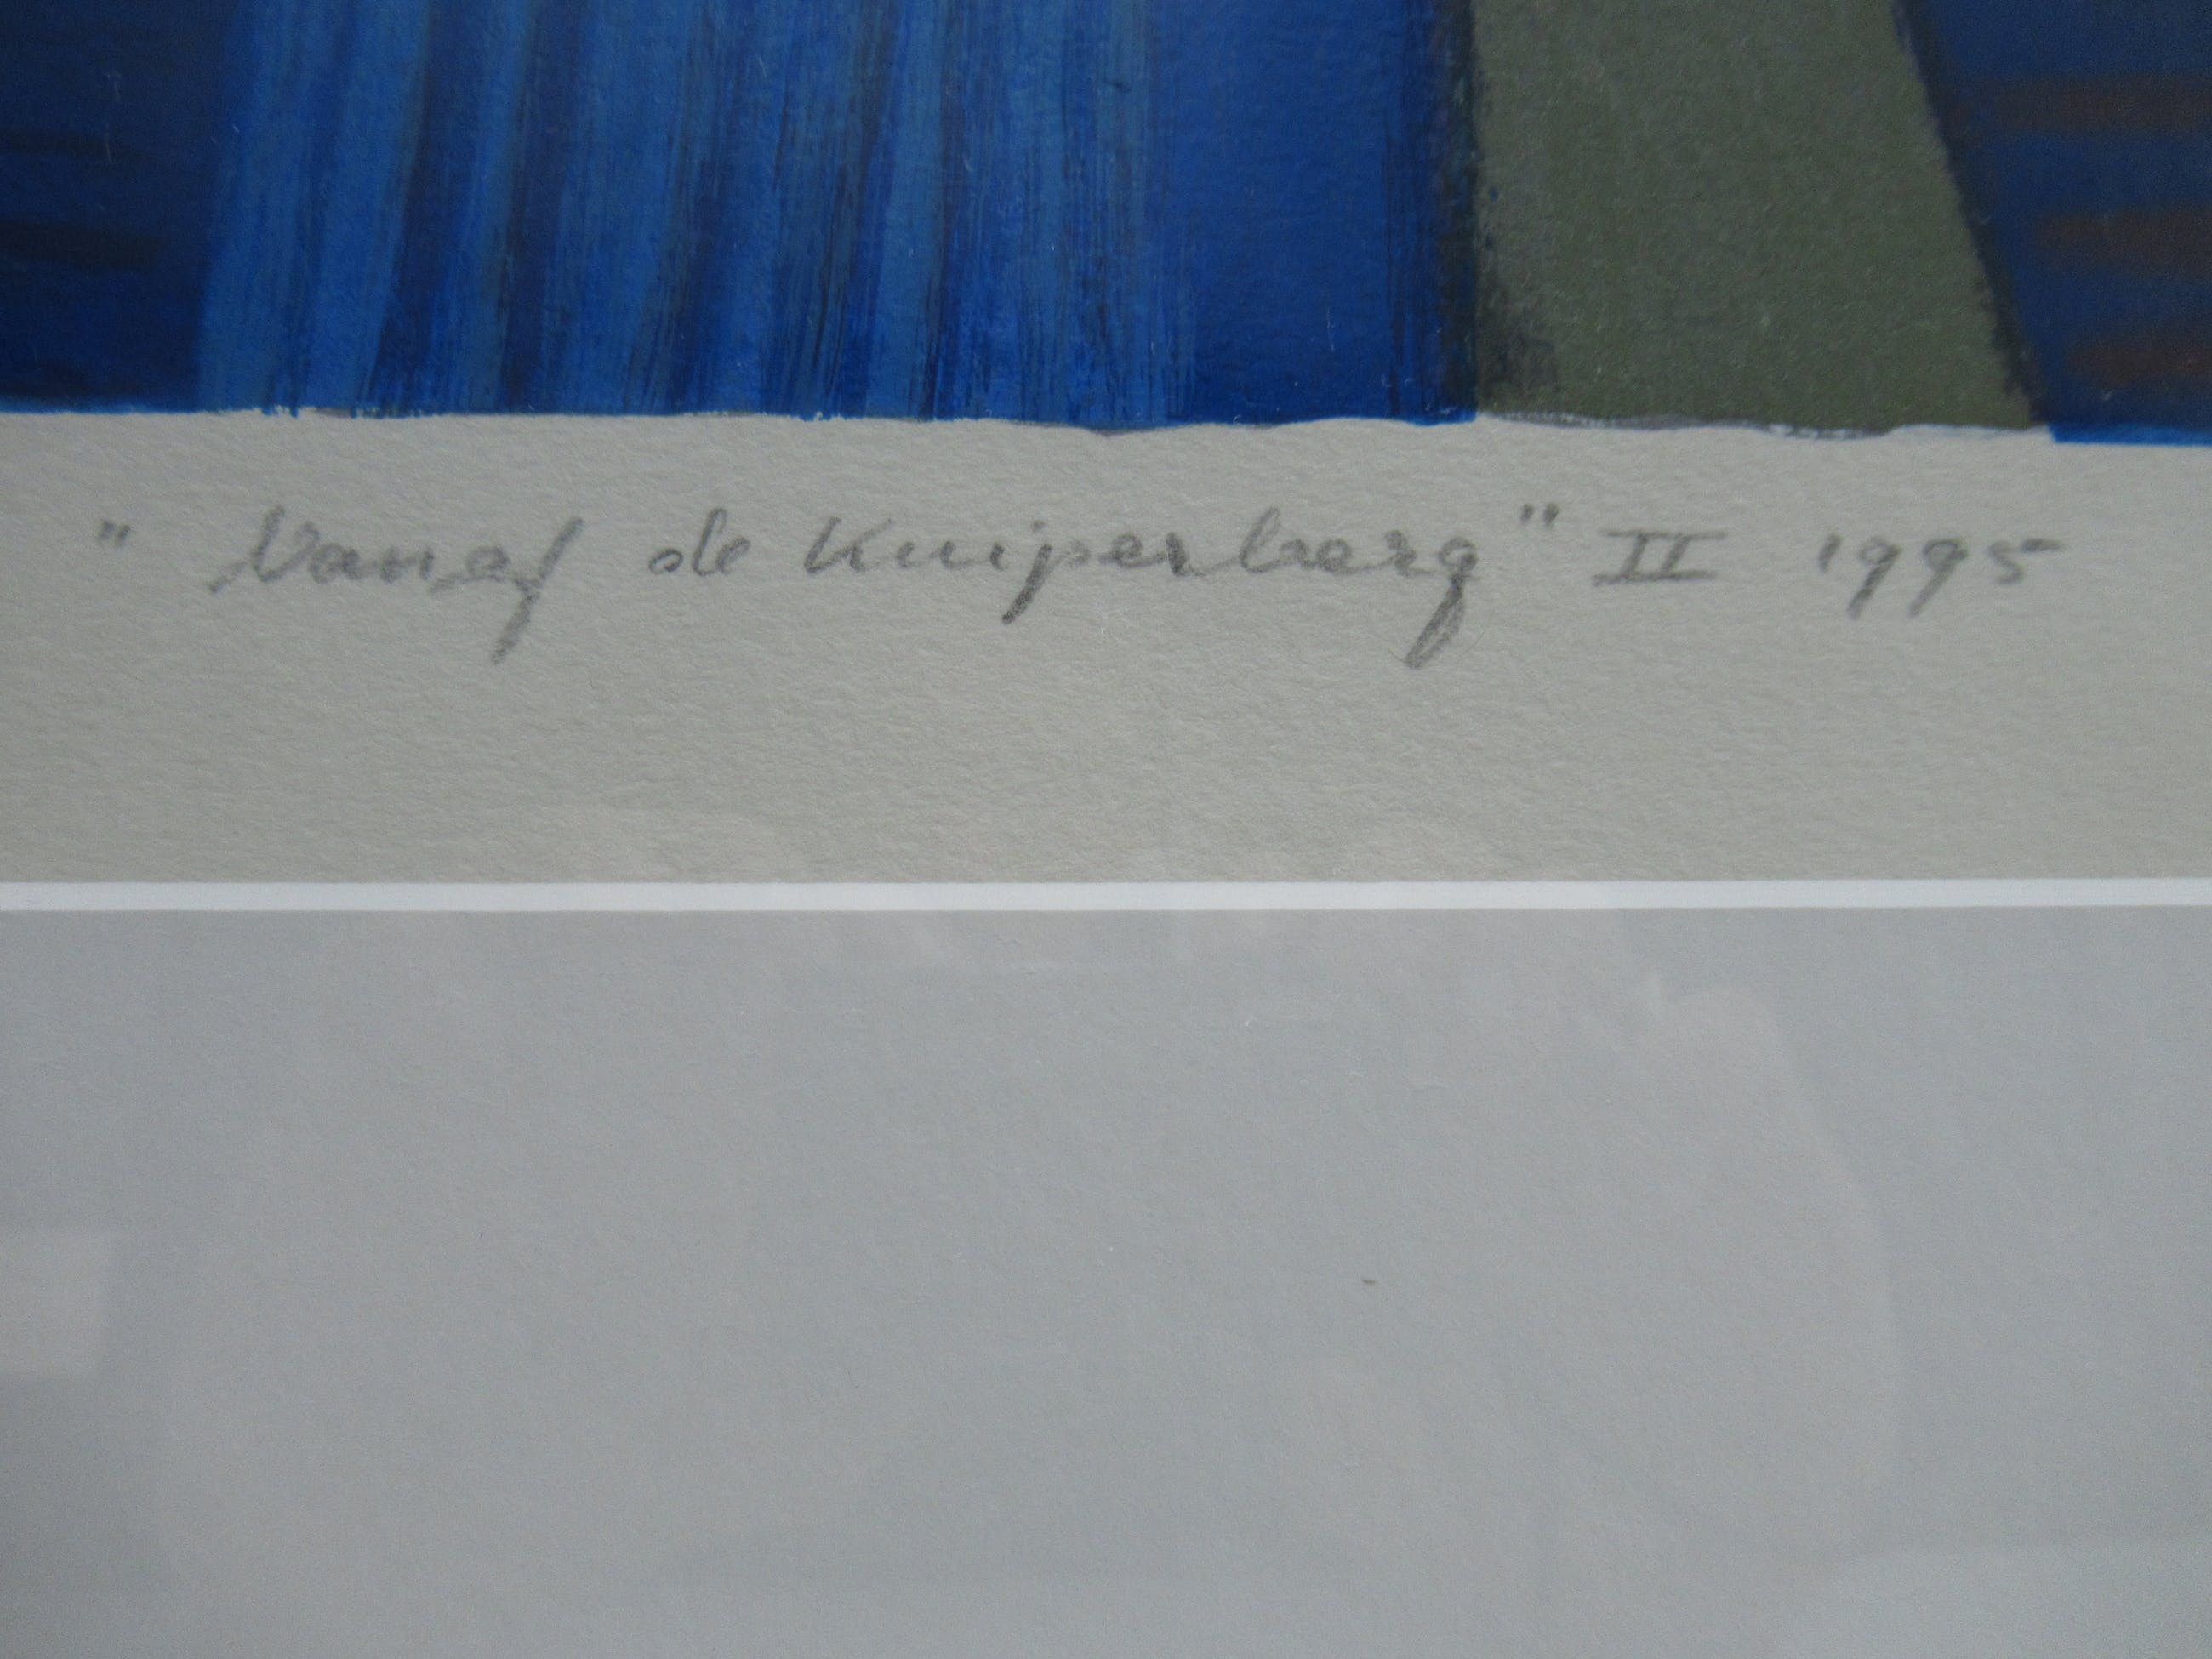 " Vanaf de Kuiperberg" II 1995